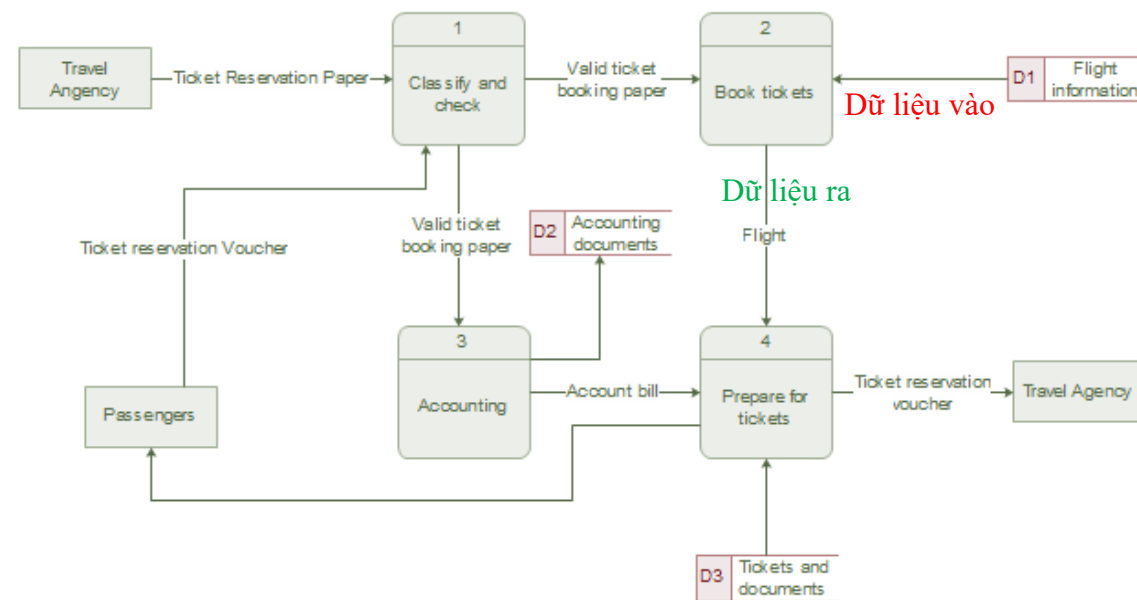 Travel
Angency
Ticket Reservation Paper
1
Classify and
check
Valid ticket
booking paper
2
Book tickets
D1
Flight
information
Dữ liệu vào
Dữ liệu ra
Ticket reservation Voucher
Valid ticket
booking paper
D2
Accounting
documents
Flight
3
Accounting
Account bill
4
Prepare for
tickets
Ticket reservation
voucher
Travel Agency
Passengers
D3
Tickets and
documents